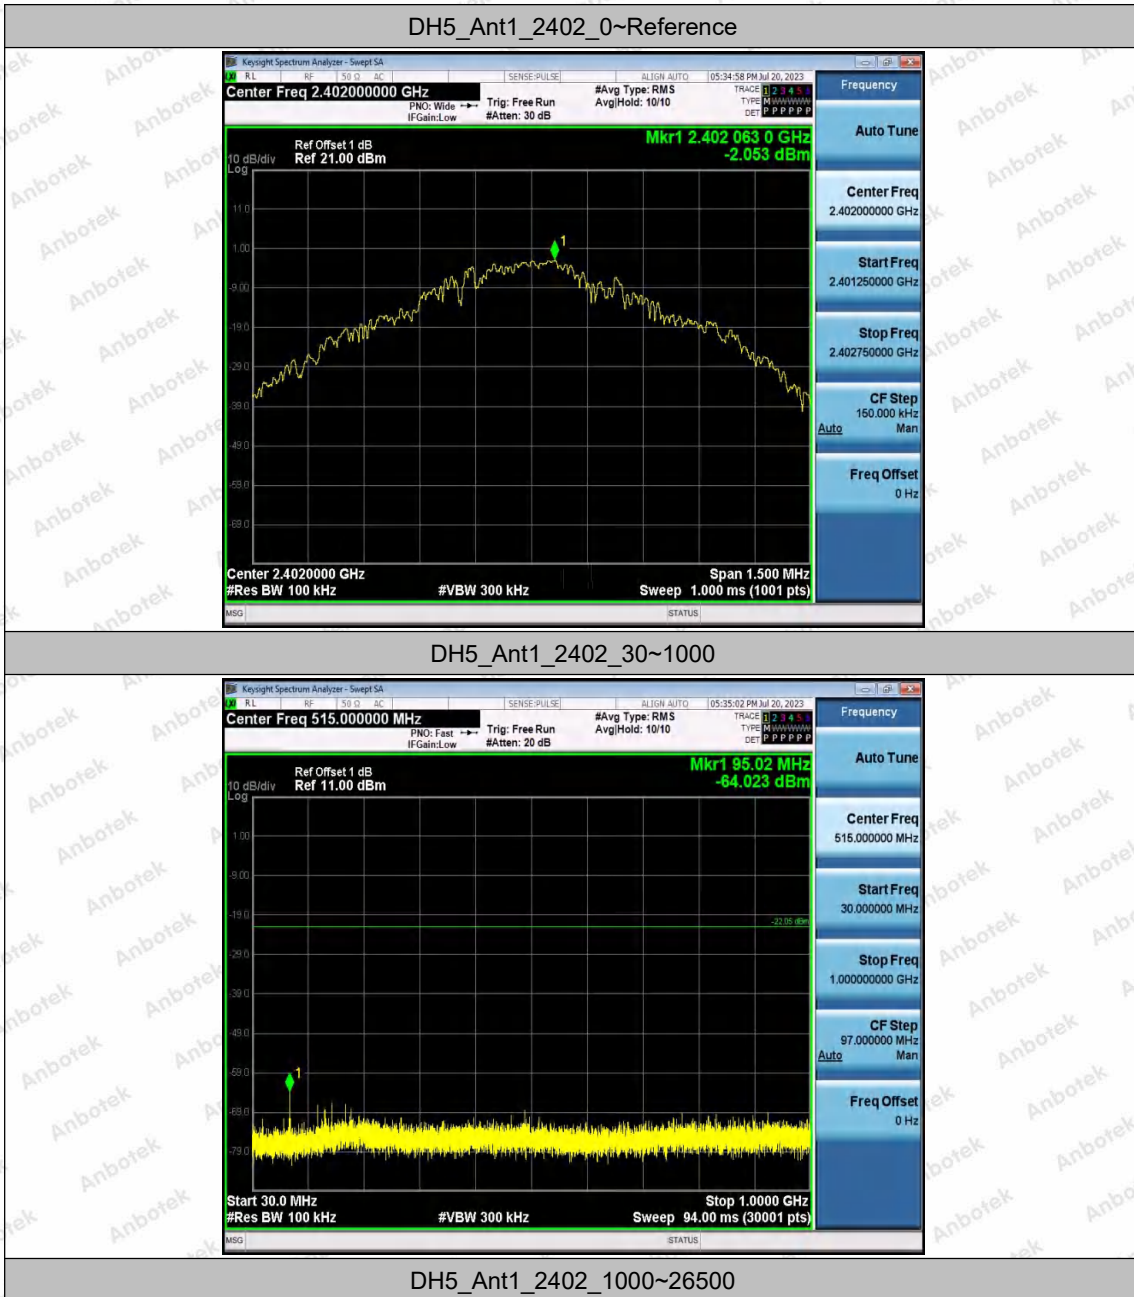 DH5_Ant1_2402_0~Reference
Keysight Spectrum Analyzer - Swept SA
RL RF 50 Ω AC SENSE:PULSE ALIGN AUTO 05:34:58 PM Jul 20, 2023
Center Freq 2.402000000 GHz
PNO: Wide
IFGain:Low
Trig: Free Run
#Atten: 30 dB
#Avg Type: RMS
Avg|Hold: 10/10
TRACE 1 2 3 4 5 6
TYPE M W W W W W
DET P P P P P P
Frequency
Mkr1 2.402 063 0 GHz
-2.053 dBm
Ref Offset 1 dB
10 dB/div Ref 21.00 dBm
Log
11.0
1.00
-9.00
-19.0
-29.0
-39.0
-49.0
-59.0
-69.0
1
Center 2.4020000 GHz
Span 1.500 MHz
#Res BW 100 kHz
#VBW 300 kHz
Sweep 1.000 ms (1001 pts)
MSG
STATUS
Auto Tune
Center Freq
2.402000000 GHz
Start Freq
2.401250000 GHz
Stop Freq
2.402750000 GHz
CF Step
150.000 kHz
Auto Man
Freq Offset
0 Hz
DH5_Ant1_2402_30~1000
Keysight Spectrum Analyzer - Swept SA
RL RF 50 Ω AC SENSE:PULSE ALIGN AUTO 05:35:02 PM Jul 20, 2023
Center Freq 515.000000 MHz
PNO: Fast
IFGain:Low
Trig: Free Run
#Atten: 20 dB
#Avg Type: RMS
Avg|Hold: 10/10
TRACE 1 2 3 4 5 6
TYPE M W W W W W
DET P P P P P P
Frequency
Mkr1 95.02 MHz
-64.023 dBm
Ref Offset 1 dB
10 dB/div Ref 11.00 dBm
Log
1.00
-9.00
-19.0
-22.05 dBm
-29.0
-39.0
-49.0
-59.0
-69.0
-79.0
1
Start 30.0 MHz
Stop 1.0000 GHz
#Res BW 100 kHz
#VBW 300 kHz
Sweep 94.00 ms (30001 pts)
MSG
STATUS
Auto Tune
Center Freq
515.000000 MHz
Start Freq
30.000000 MHz
Stop Freq
1.000000000 GHz
CF Step
97.000000 MHz
Auto Man
Freq Offset
0 Hz
DH5_Ant1_2402_1000~26500
Anbotek